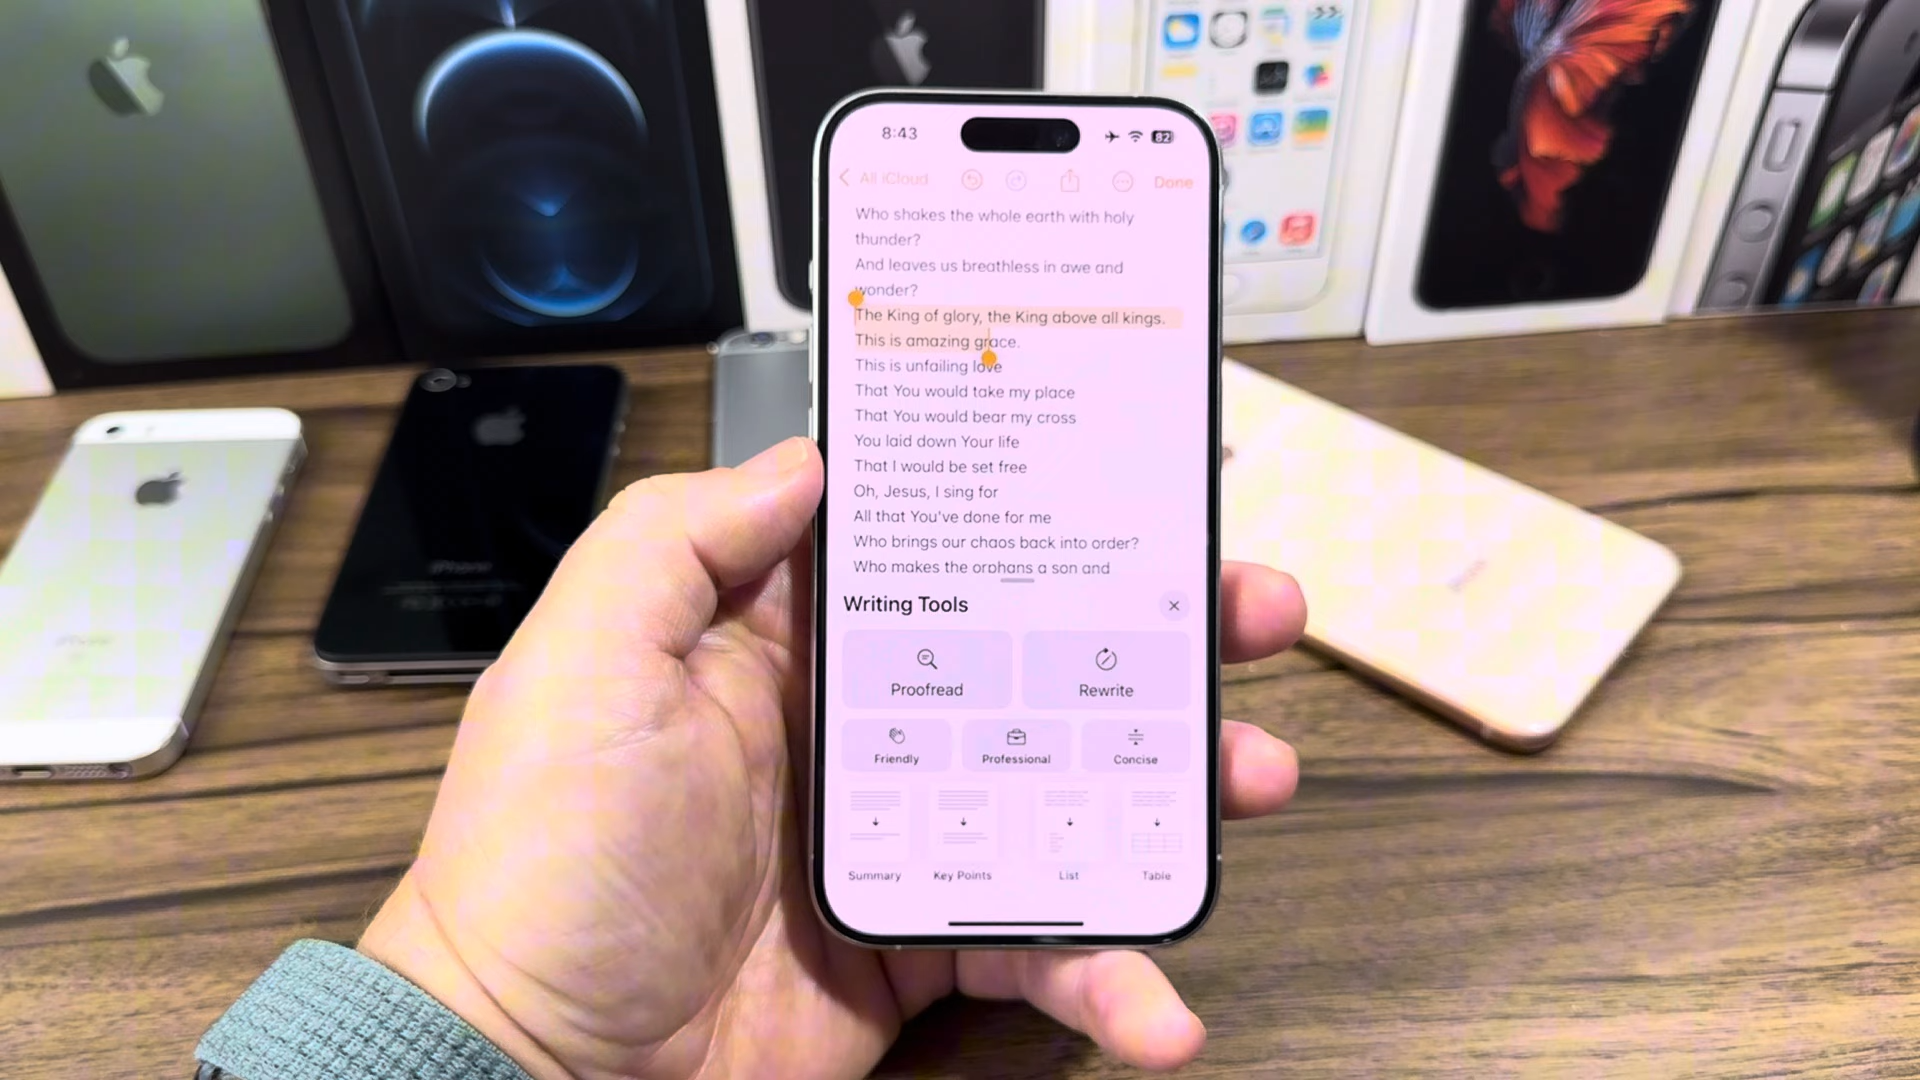 8:43
82
All iCloud
Done
Who shakes the whole earth with holy
thunder?
And leaves us breathless in awe and
wonder?
The King of glory, the King above all kings.
This is amazing grace.
This is unfailing love
That You would take my place
That You would bear my cross
You laid down Your life
That I would be set free
Oh, Jesus, I sing for
All that You've done for me
Who brings our chaos back into order?
Who makes the orphans a son and
Writing Tools
Proofread
Rewrite
Friendly
Professional
Concise
Summary
Key Points
List
Table
iPhone